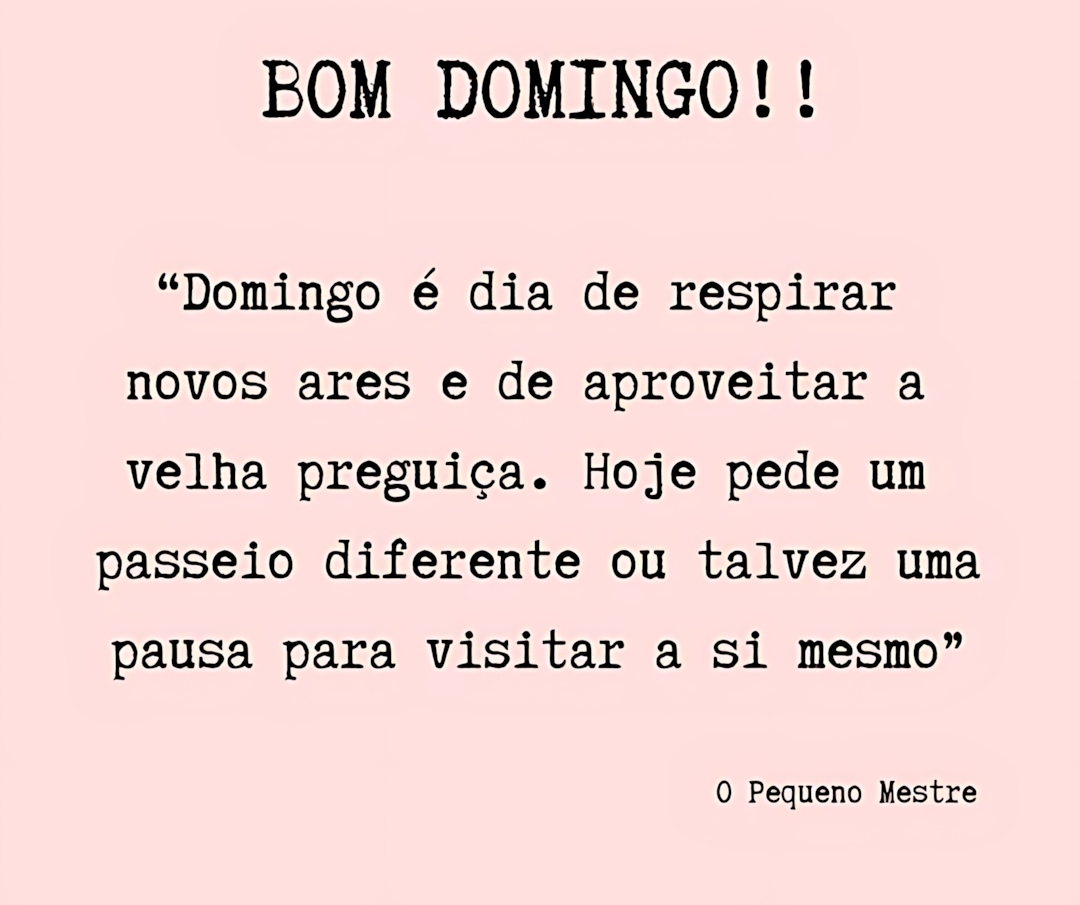 BOM DOMINGO!!
“Domingo é dia de respirar
novos ares e de aproveitar a
velha preguiça. Hoje pede um
passeio diferente ou talvez uma
pausa para visitar a si mesmo”
O Pequeno Mestre